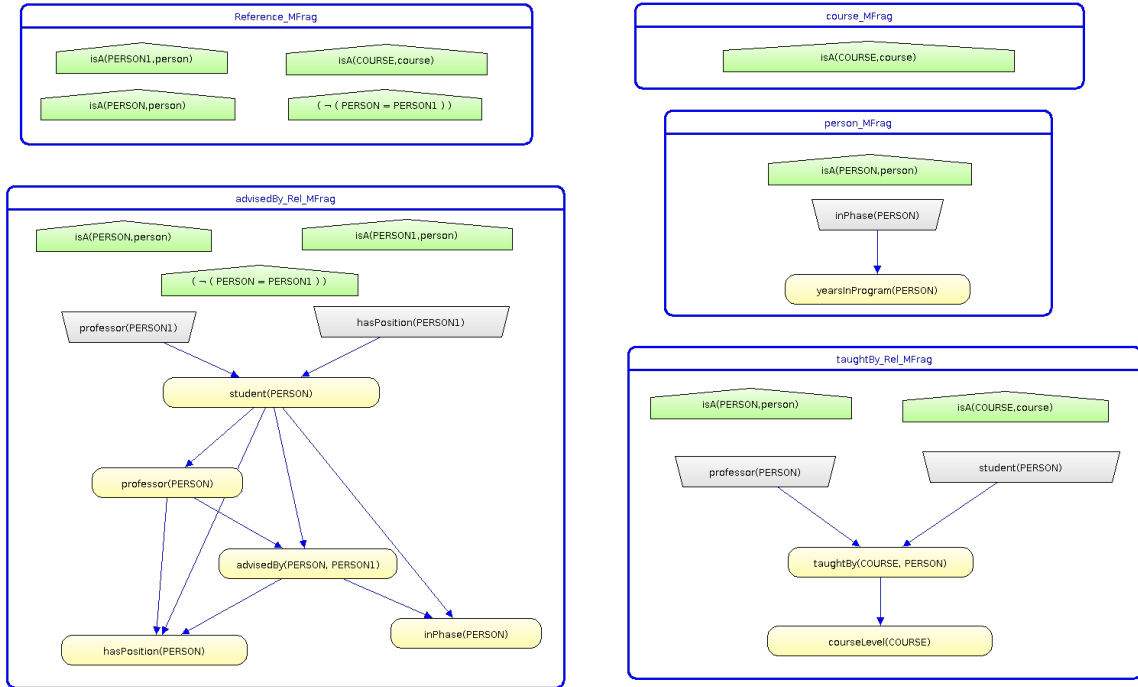 Reference_MFrag
isA(PERSON1,person)
isA(COURSE,course)
isA(PERSON,person)
( ¬ ( PERSON = PERSON1 ) )
course_MFrag
isA(COURSE,course)
person_MFrag
isA(PERSON,person)
inPhase(PERSON)
yearsInProgram(PERSON)
advisedBy_Rel_MFrag
isA(PERSON,person)
isA(PERSON1,person)
( ¬ ( PERSON = PERSON1 ) )
professor(PERSON1)
hasPosition(PERSON1)
student(PERSON)
professor(PERSON)
advisedBy(PERSON, PERSON1)
inPhase(PERSON)
hasPosition(PERSON)
taughtBy_Rel_MFrag
isA(PERSON,person)
isA(COURSE,course)
professor(PERSON)
student(PERSON)
taughtBy(COURSE, PERSON)
courseLevel(COURSE)